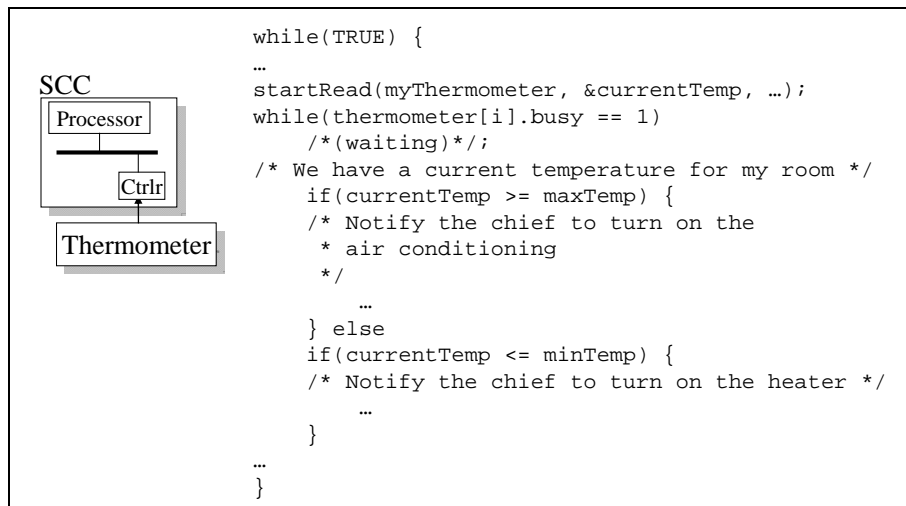 SCC
Processor
Ctrlr
Thermometer
while(TRUE) {
…
startRead(myThermometer, &currentTemp, …);
while(thermometer[i].busy == 1)
/*(waiting)*/;
/* We have a current temperature for my room */
if(currentTemp >= maxTemp) {
/* Notify the chief to turn on the
* air conditioning
*/
…
} else
if(currentTemp <= minTemp) {
/* Notify the chief to turn on the heater */
…
}
…
}